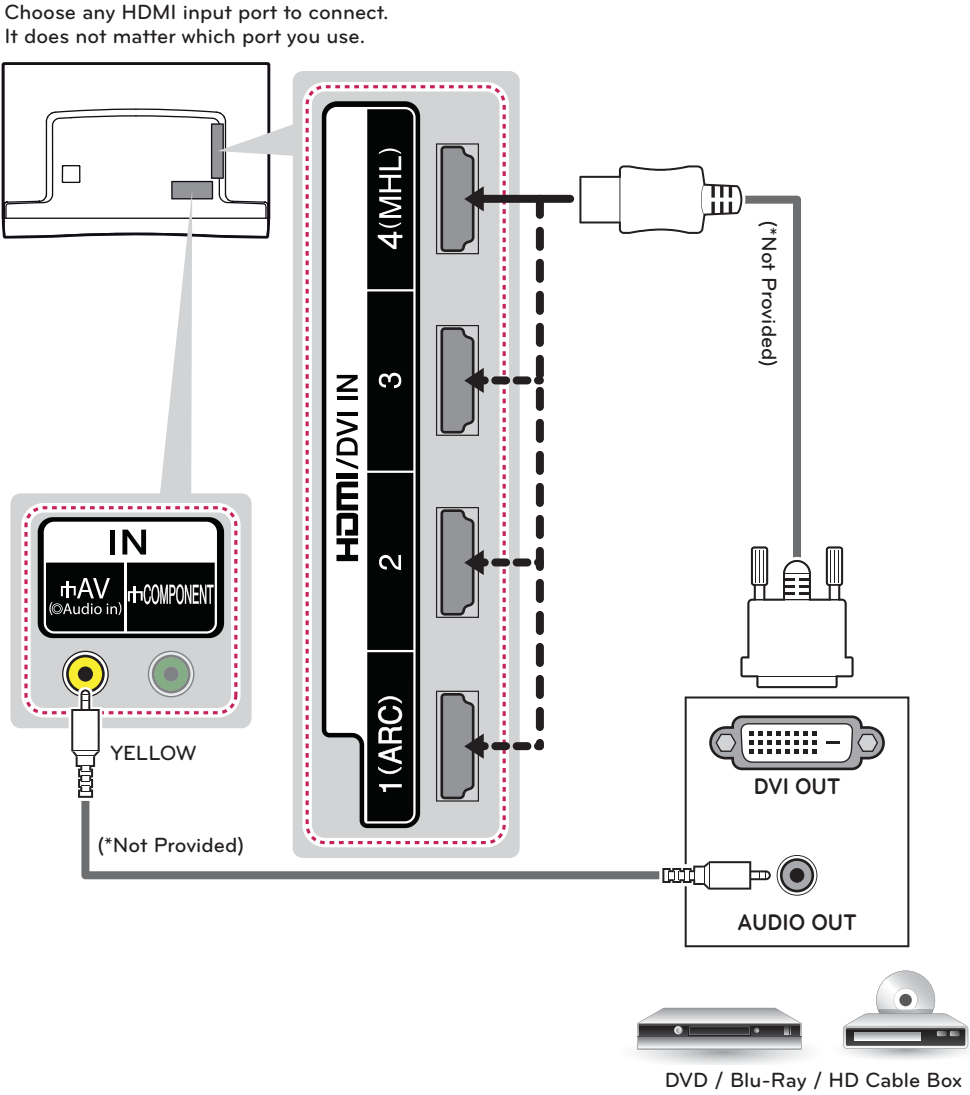 Choose any HDMI input port to connect.
It does not matter which port you use.
HDMI/DVI IN
4(MHL)
3
2
1(ARC)
(*Not Provided)
IN
AV
(◎Audio in)
COMPONENT
YELLOW
(*Not Provided)
DVI OUT
AUDIO OUT
DVD / Blu-Ray / HD Cable Box